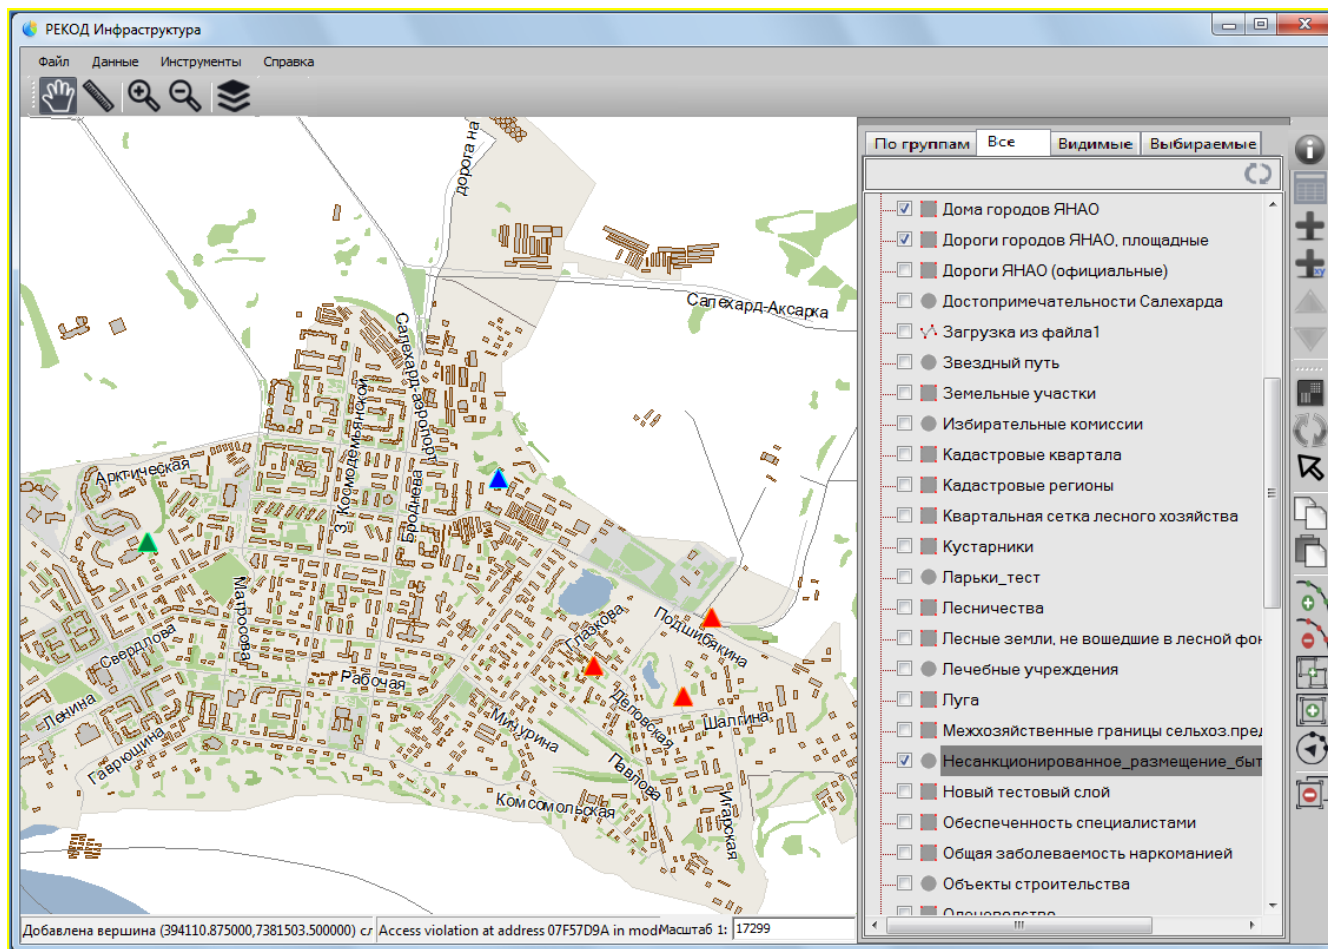 РЕКОД Инфраструктура
Файл Данные Инструменты Справка
По группам Все Видимые Выбираемые
Дома городов ЯНАО
Дороги городов ЯНАО, площадные
Дороги ЯНАО (официальные)
Достопримечательности Салехарда
Загрузка из файла1
Звездный путь
Земельные участки
Избирательные комиссии
Кадастровые квартала
Кадастровые регионы
Квартальная сетка лесного хозяйства
Кустарники
Ларьки_тест
Лесничества
Лесные земли, не вошедшие в лесной фон
Лечебные учреждения
Луга
Межхозяйственные границы сельхоз.пред
Несанкционированное_размещение_быт
Новый тестовый слой
Обеспеченность специалистами
Общая заболеваемость наркоманией
Объекты строительства
Оленеводство
дорога на
Салехард-Аксарка
Салехард-аэропорт
З. Космодемьянской
Броднева
Арктическая
Матросова
Свердлова
Ленина
Гаврюшина
Рабочая
Глазкова
Подшибякина
Деповская
Шалгина
Мичурина
Павлова
Игарская
Комсомольская
xy
Добавлена вершина (394110.875000,7381503.500000) сл
Access violation at address 07F57D9A in mod
Масштаб 1: 17299